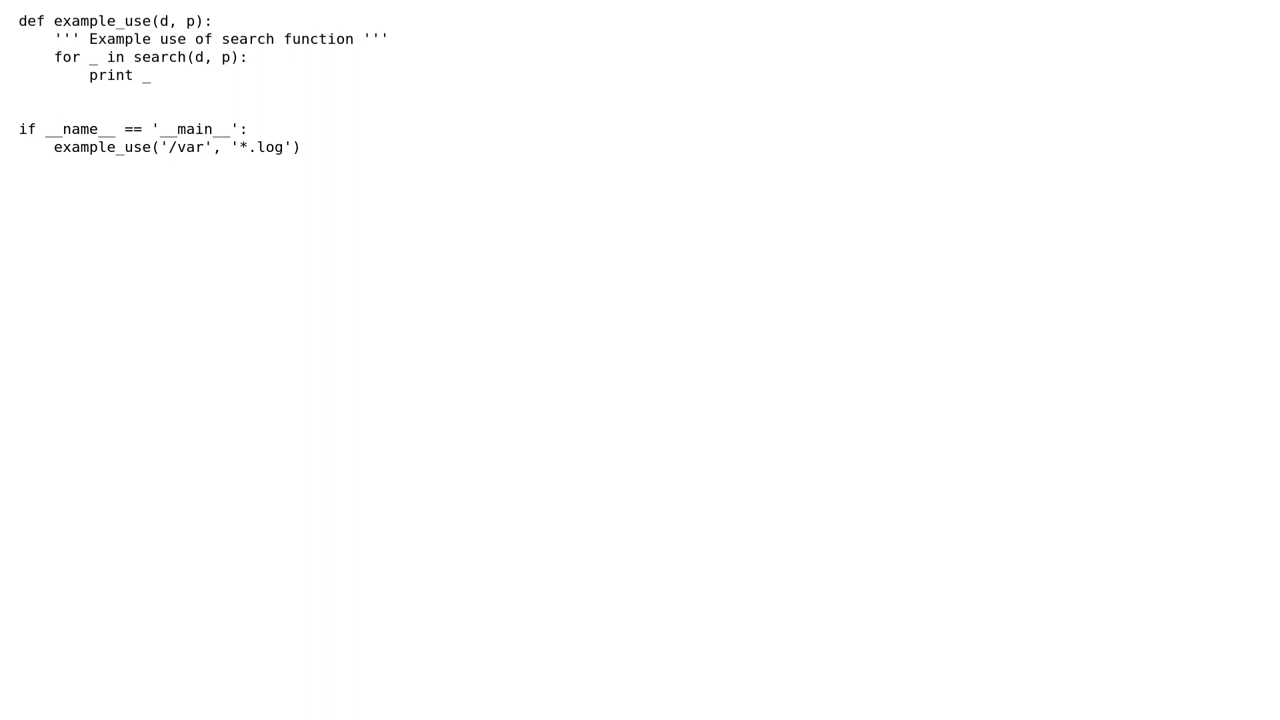 def example_use(d, p):
    ''' Example use of search function '''
    for _ in search(d, p):
        print _


if __name__ == '__main__':
    example_use('/var', '*.log')